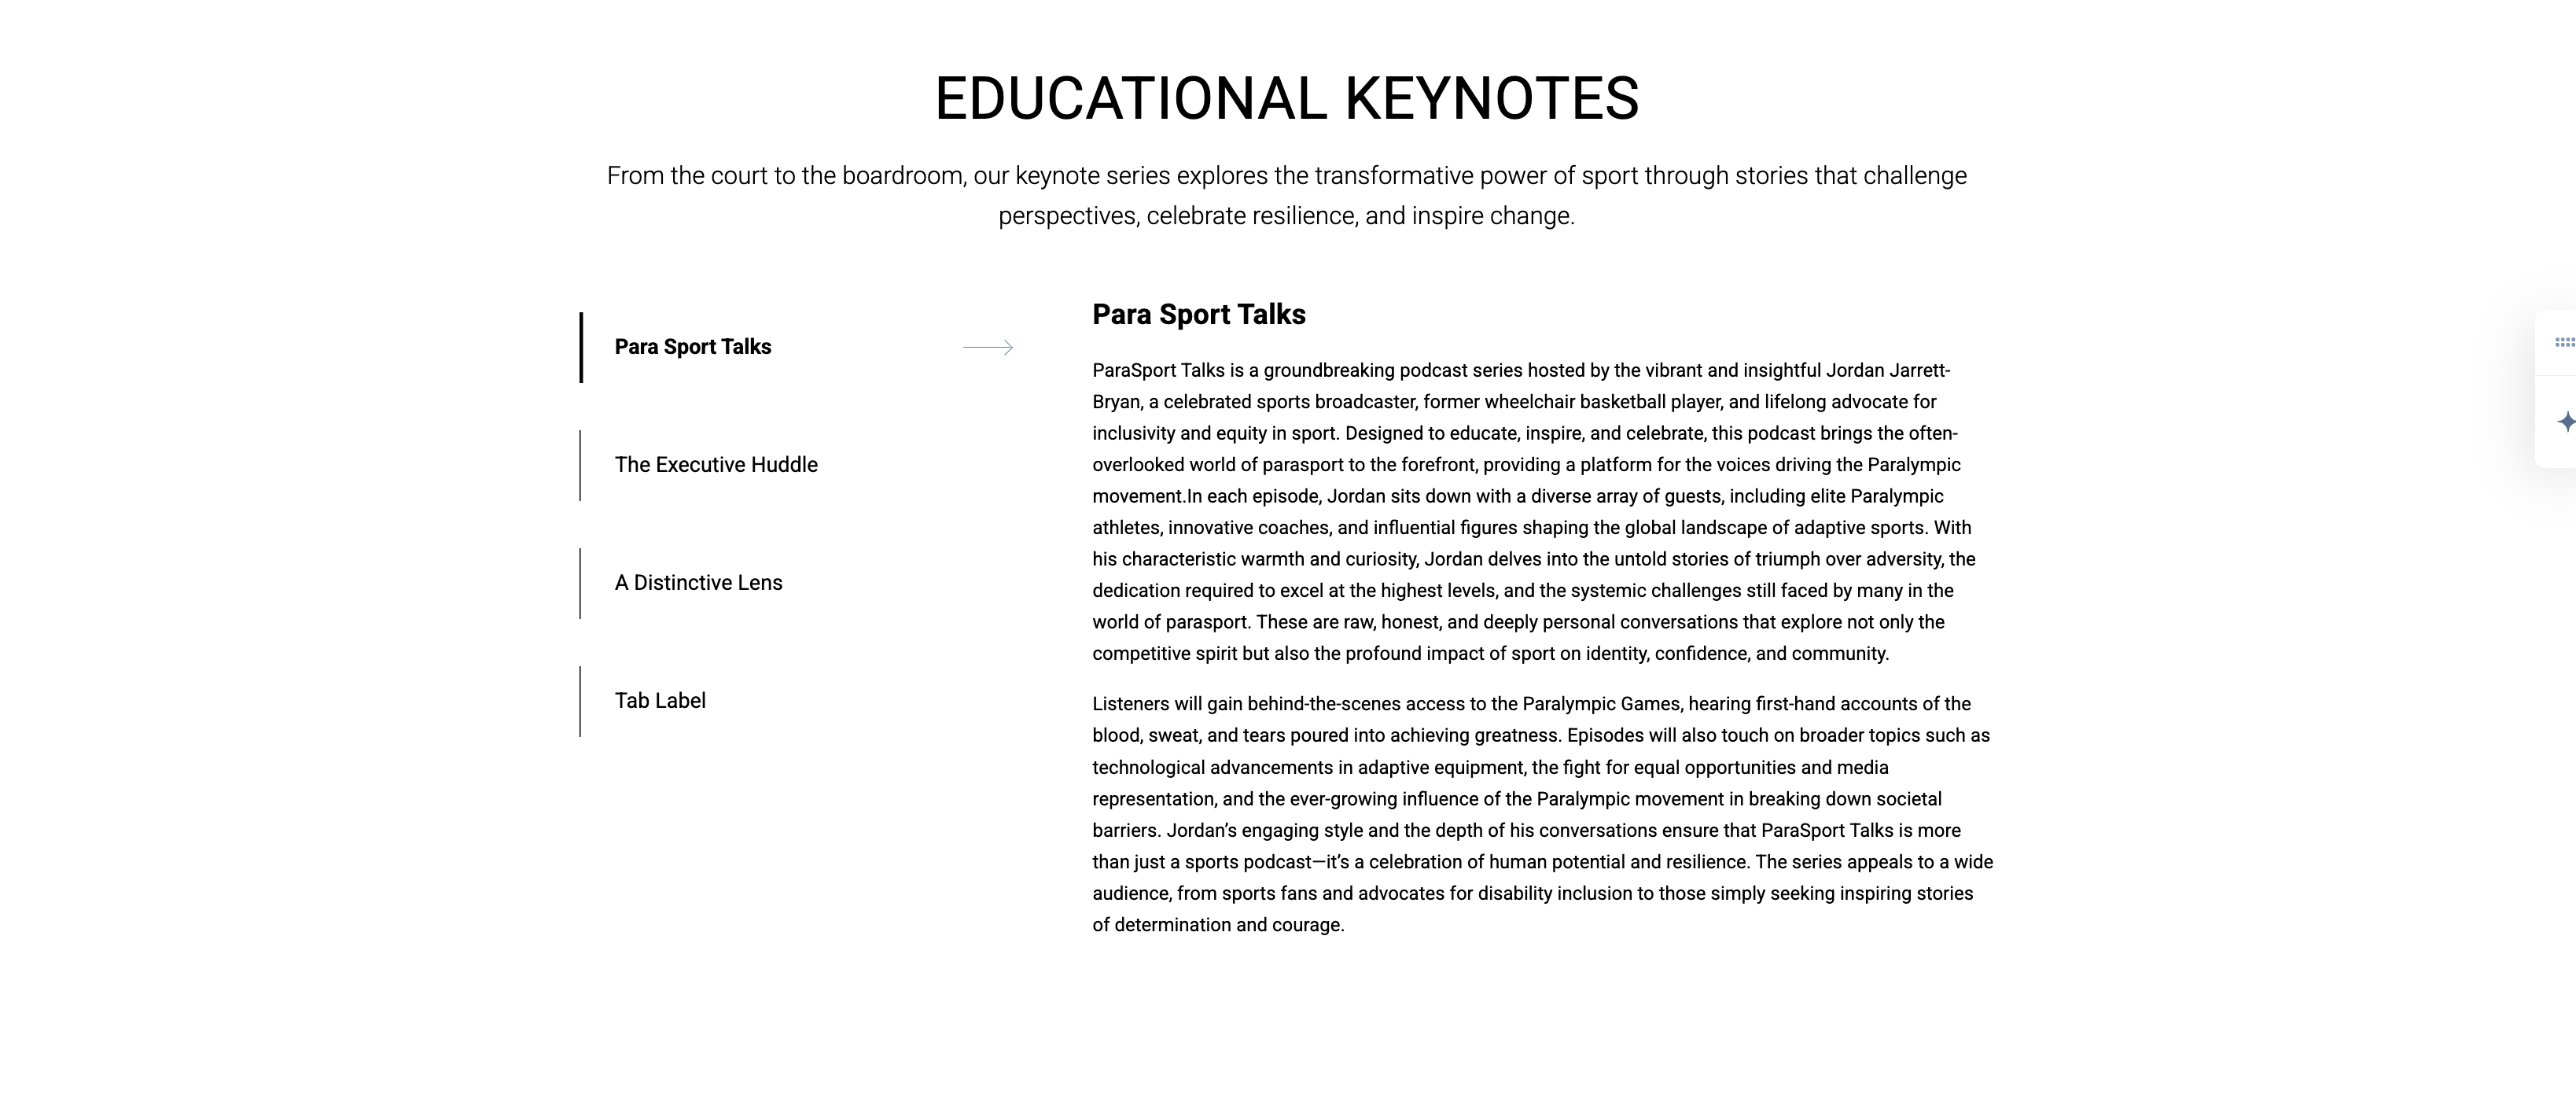 EDUCATIONAL KEYNOTES
From the court to the boardroom, our keynote series explores the transformative power of sport through stories that challenge
perspectives, celebrate resilience, and inspire change.
Para Sport Talks
The Executive Huddle
A Distinctive Lens
Tab Label
Para Sport Talks
ParaSport Talks is a groundbreaking podcast series hosted by the vibrant and insightful Jordan Jarrett-
Bryan, a celebrated sports broadcaster, former wheelchair basketball player, and lifelong advocate for
inclusivity and equity in sport. Designed to educate, inspire, and celebrate, this podcast brings the often-
overlooked world of parasport to the forefront, providing a platform for the voices driving the Paralympic
movement.In each episode, Jordan sits down with a diverse array of guests, including elite Paralympic
athletes, innovative coaches, and influential figures shaping the global landscape of adaptive sports. With
his characteristic warmth and curiosity, Jordan delves into the untold stories of triumph over adversity, the
dedication required to excel at the highest levels, and the systemic challenges still faced by many in the
world of parasport. These are raw, honest, and deeply personal conversations that explore not only the
competitive spirit but also the profound impact of sport on identity, confidence, and community.
Listeners will gain behind-the-scenes access to the Paralympic Games, hearing first-hand accounts of the
blood, sweat, and tears poured into achieving greatness. Episodes will also touch on broader topics such as
technological advancements in adaptive equipment, the fight for equal opportunities and media
representation, and the ever-growing influence of the Paralympic movement in breaking down societal
barriers. Jordan’s engaging style and the depth of his conversations ensure that ParaSport Talks is more
than just a sports podcast—it’s a celebration of human potential and resilience. The series appeals to a wide
audience, from sports fans and advocates for disability inclusion to those simply seeking inspiring stories
of determination and courage.